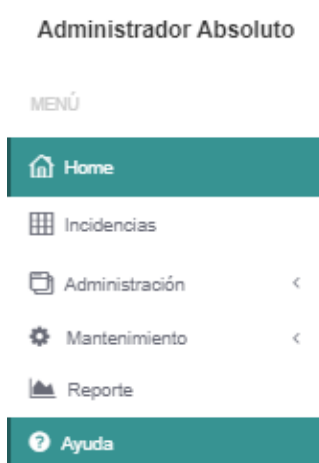 Administrador Absoluto
MENÚ
Home
Incidencias
Administración
Mantenimiento
Reporte
Ayuda